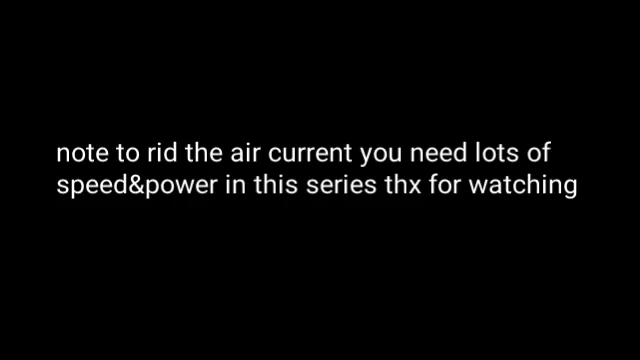 note to rid the air current you need lots of
speed&power in this series thx for watching